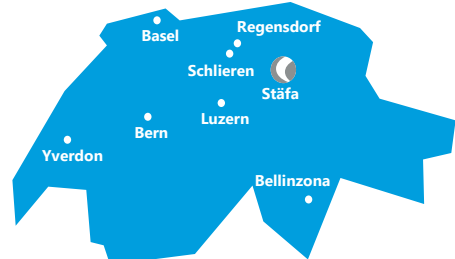 Regensdorf
Basel
Schlieren
Stäfa
Luzern
Bern
Yverdon
Bellinzona